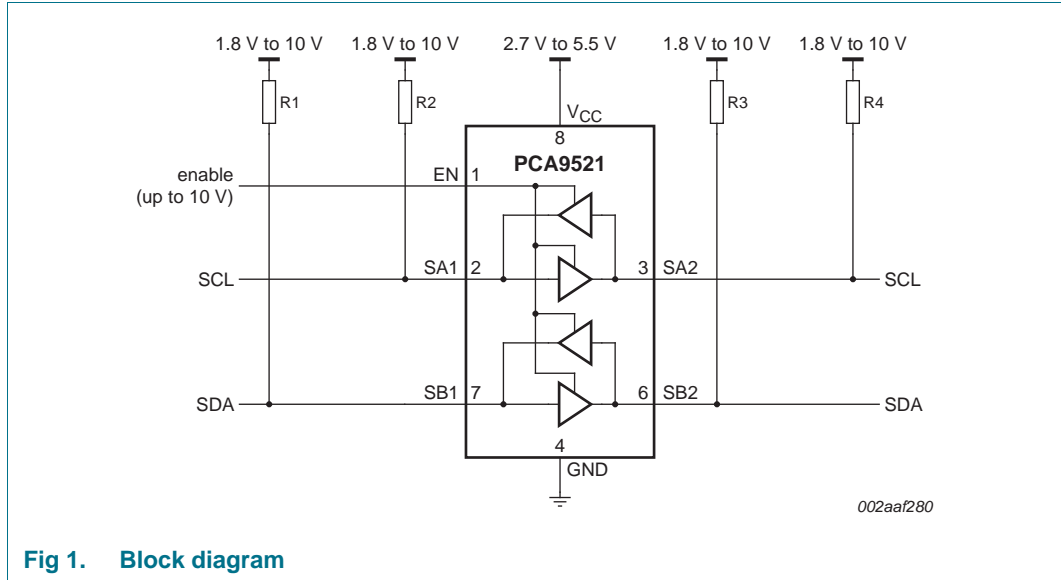 1.8 V to 10 V 1.8 V to 10 V 2.7 V to 5.5 V 1.8 V to 10 V 1.8 V to 10 V
R1 R2 R3 R4
VCC
8
PCA9521
enable
(up to 10 V)
EN 1
SCL SA1 2 3 SA2 SCL
SDA SB1 7 6 SB2 SDA
4
GND
002aaf280
Fig 1. Block diagram